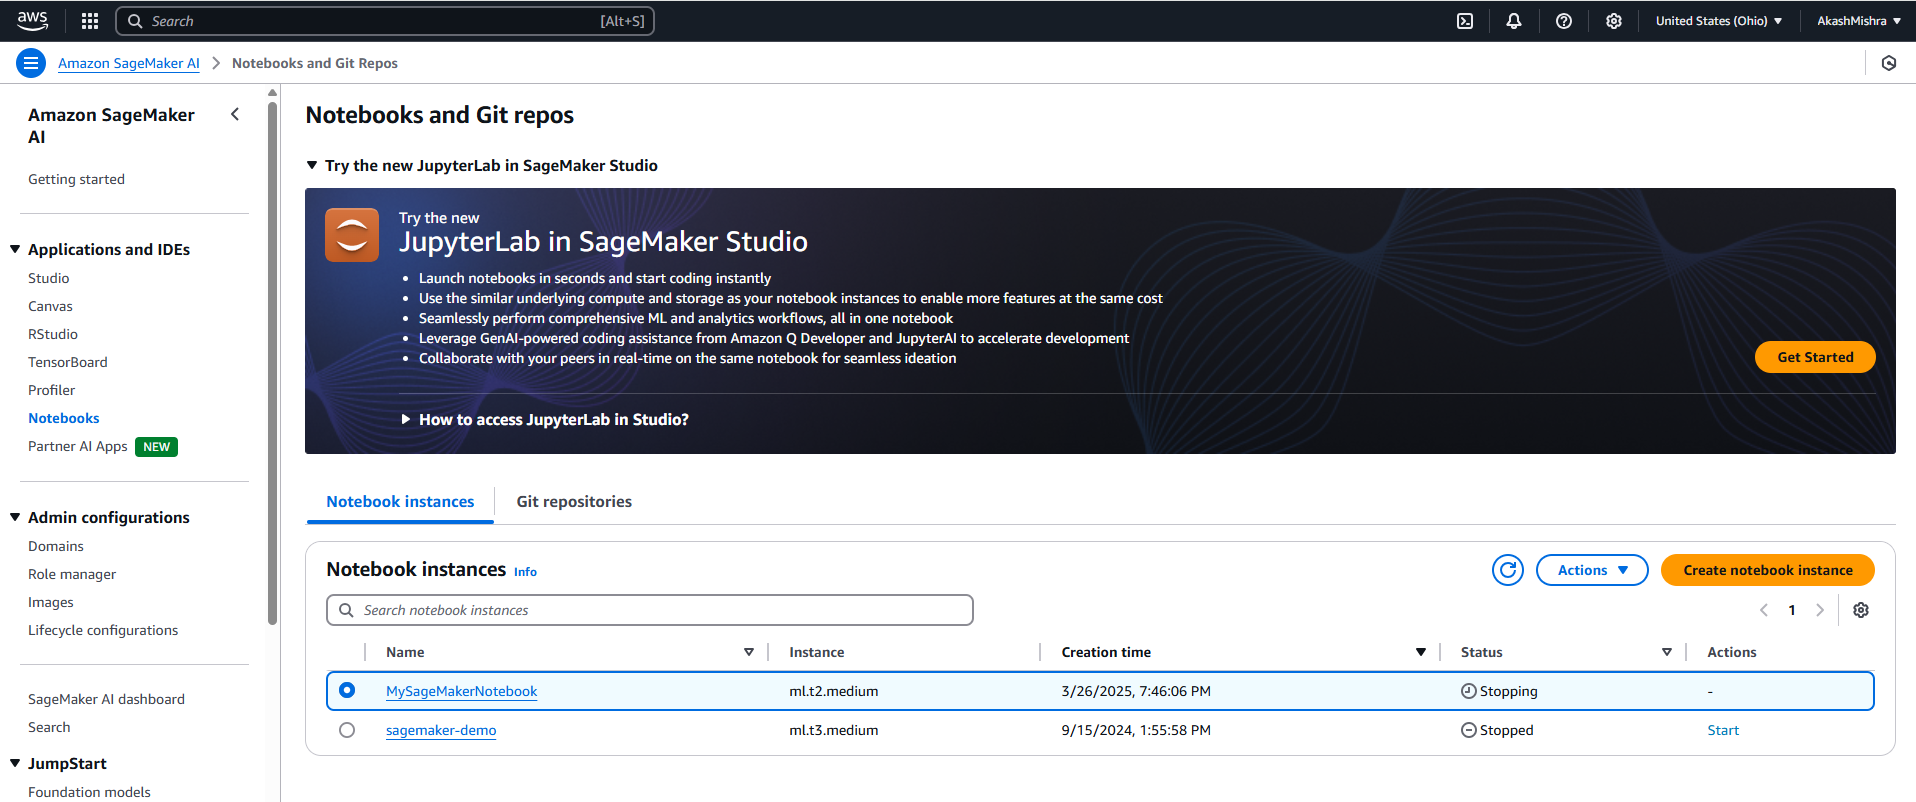 aws
Search [Alt+S]
United States (Ohio)
AkashMishra
Amazon SageMaker AI
Notebooks and Git Repos
Amazon SageMaker
AI
Getting started
Applications and IDEs
Studio
Canvas
RStudio
TensorBoard
Profiler
Notebooks
Partner AI Apps NEW
Admin configurations
Domains
Role manager
Images
Lifecycle configurations
SageMaker AI dashboard
Search
JumpStart
Foundation models
Notebooks and Git repos
Try the new JupyterLab in SageMaker Studio
Try the new
JupyterLab in SageMaker Studio
• Launch notebooks in seconds and start coding instantly
• Use the similar underlying compute and storage as your notebook instances to enable more features at the same cost
• Seamlessly perform comprehensive ML and analytics workflows, all in one notebook
• Leverage GenAI-powered coding assistance from Amazon Q Developer and JupyterAI to accelerate development
• Collaborate with your peers in real-time on the same notebook for seamless ideation
Get Started
How to access JupyterLab in Studio?
Notebook instances
Git repositories
Notebook instances Info
Actions
Create notebook instance
Search notebook instances
1
Name Instance Creation time Status Actions
MySageMakerNotebook ml.t2.medium 3/26/2025, 7:46:06 PM Stopping -
sagemaker-demo ml.t3.medium 9/15/2024, 1:55:58 PM Stopped Start